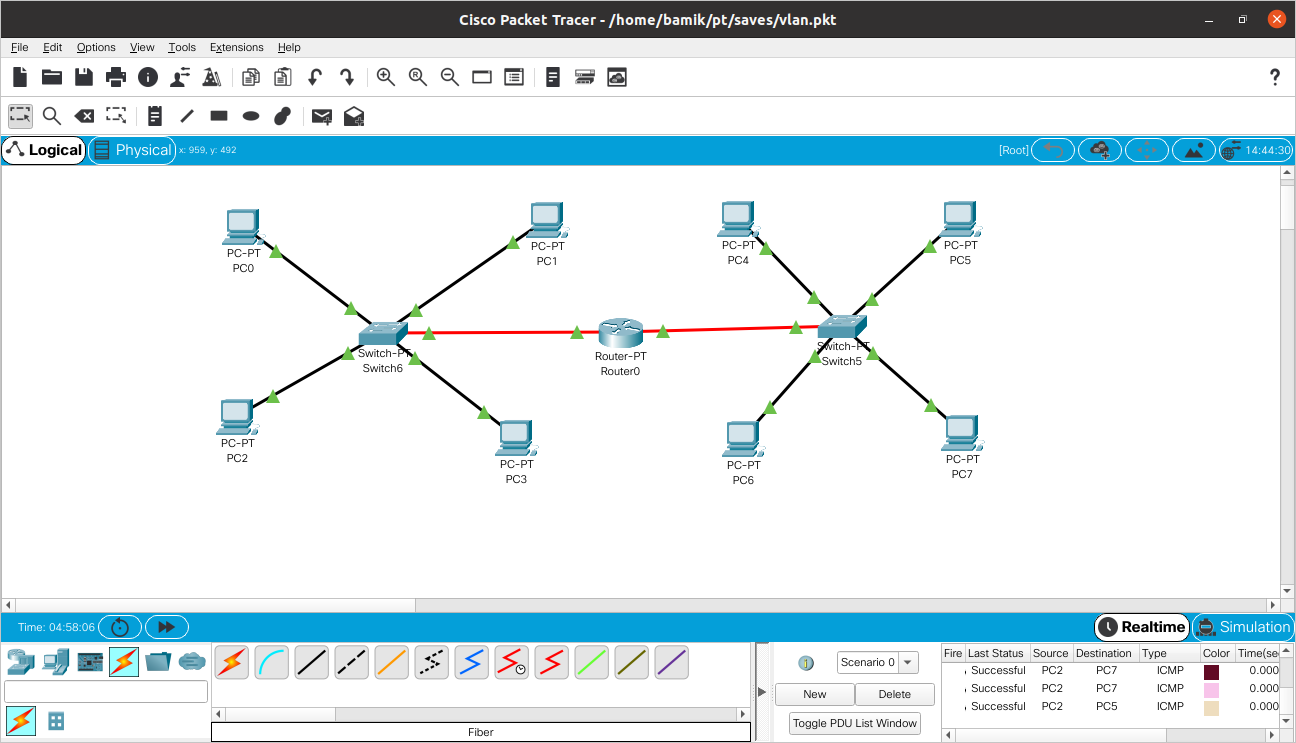 Cisco Packet Tracer - /home/bamik/pt/saves/vlan.pkt
File Edit Options View Tools Extensions Help
?
Logical Physical x: 959, y: 492 [Root] 14:44:30
PC-PT
PC0
PC-PT
PC1
PC-PT
PC4
PC-PT
PC5
Switch-PT
Switch6
Router-PT
Router0
Switch-PT
Switch5
PC-PT
PC2
PC-PT
PC3
PC-PT
PC6
PC-PT
PC7
Time: 04:58:06 Realtime Simulation
Scenario 0
New Delete
Toggle PDU List Window
Fire Last Status Source Destination Type Color Time(se
Successful PC2 PC7 ICMP 0.000
Successful PC2 PC7 ICMP 0.000
Successful PC2 PC5 ICMP 0.000
Fiber